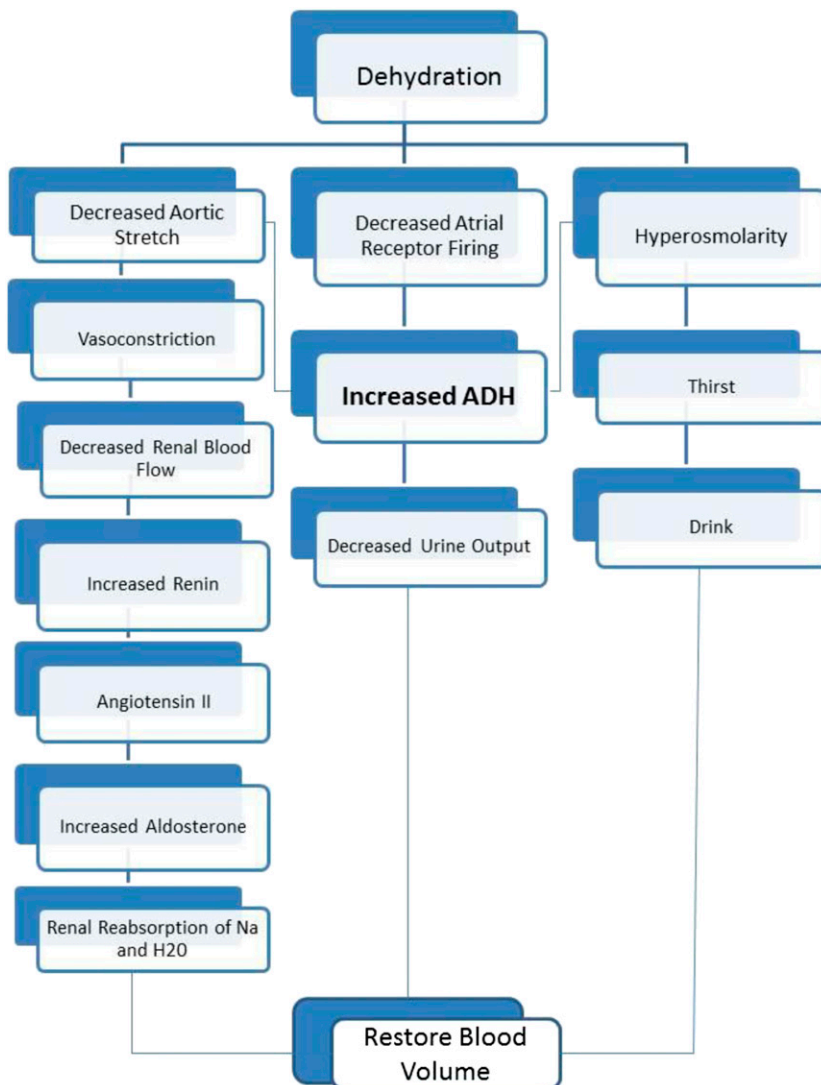 Dehydration
Decreased Aortic
Stretch
Vasoconstriction
Decreased Renal Blood
Flow
Increased Renin
Angiotensin II
Increased Aldosterone
Renal Reabsorption of Na
and H20
Decreased Atrial
Receptor Firing
Increased ADH
Decreased Urine Output
Hyperosmolarity
Thirst
Drink
Restore Blood
Volume